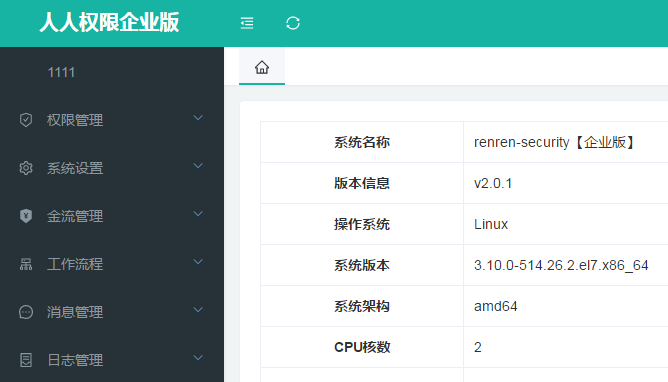 人人权限企业版
1111
权限管理
系统设置
金流管理
工作流程
消息管理
日志管理
系统名称 renren-security【企业版】
版本信息 v2.0.1
操作系统 Linux
系统版本 3.10.0-514.26.2.el7.x86_64
系统架构 amd64
CPU核数 2